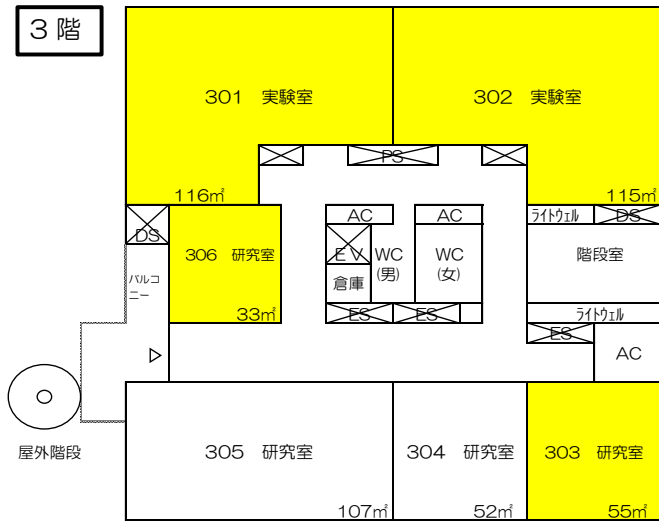 3階
301 実験室
302 実験室
PS
116㎡
115㎡
DS
306 研究室
33㎡
AC
AC
EV
WC
(男)
WC
(女)
倉庫
ES
ES
ライトウェル
DS
階段室
ライトウェル
ES
AC
バルコ
ニー
屋外階段
305 研究室
107㎡
304 研究室
52㎡
303 研究室
55㎡